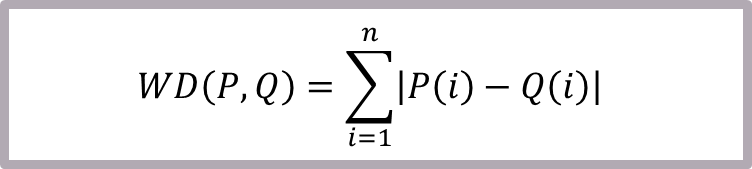 WD(P, Q) = ∑_{i=1}^{n} |P(i) − Q(i)|